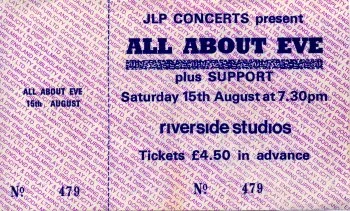 ALL ABOUT EVE
15th AUGUST
No 479
JLP CONCERTS present
ALL ABOUT EVE
plus SUPPORT
Saturday 15th August at 7.30pm
riverside studios
Tickets £4.50 in advance
No 479